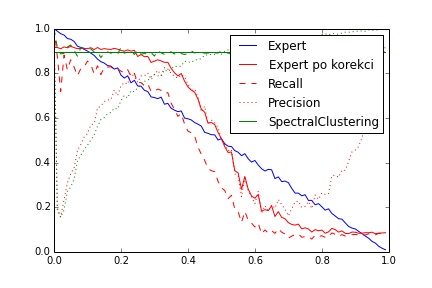 1.0
0.8
0.6
0.4
0.2
0.0
Expert
Expert po korekci
Recall
Precision
SpectralClustering
0.0 0.2 0.4 0.6 0.8 1.0